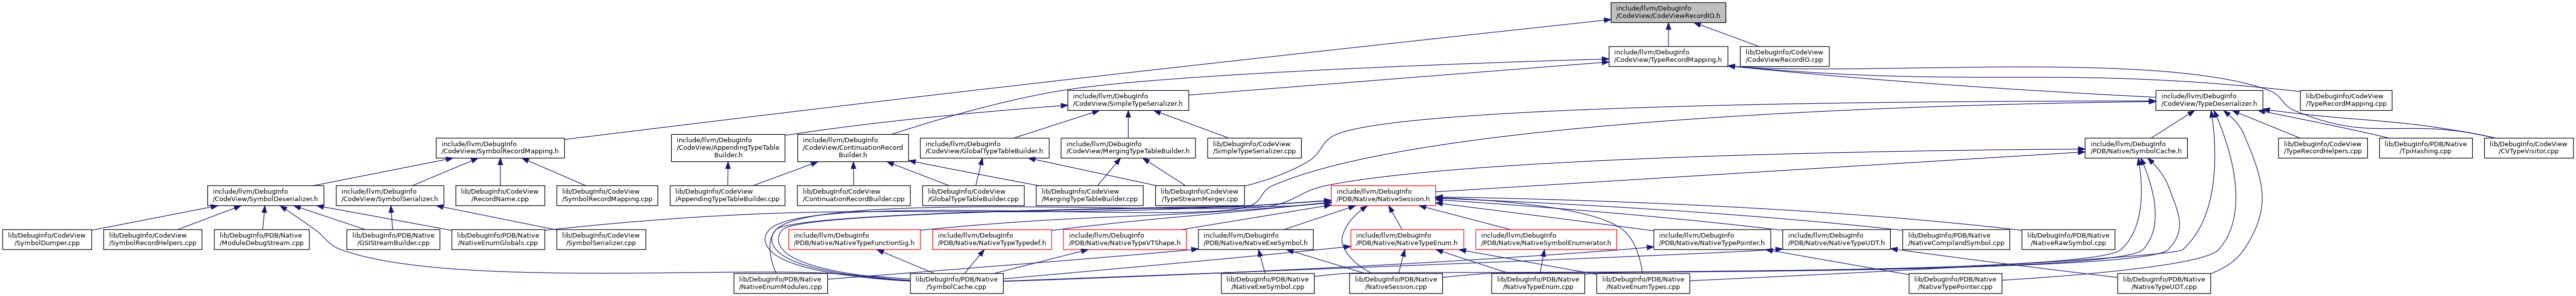 include/llvm/DebugInfo
/CodeView/CodeViewRecordIO.h
include/llvm/DebugInfo
/CodeView/TypeRecordMapping.h
lib/DebugInfo/CodeView
/CodeViewRecordIO.cpp
include/llvm/DebugInfo
/CodeView/SimpleTypeSerializer.h
include/llvm/DebugInfo
/CodeView/TypeDeserializer.h
lib/DebugInfo/CodeView
/TypeRecordMapping.cpp
include/llvm/DebugInfo
/CodeView/SymbolRecordMapping.h
include/llvm/DebugInfo
/CodeView/AppendingTypeTable
Builder.h
include/llvm/DebugInfo
/CodeView/ContinuationRecord
Builder.h
include/llvm/DebugInfo
/CodeView/GlobalTypeTableBuilder.h
include/llvm/DebugInfo
/CodeView/MergingTypeTableBuilder.h
lib/DebugInfo/CodeView
/SimpleTypeSerializer.cpp
include/llvm/DebugInfo
/PDB/Native/SymbolCache.h
lib/DebugInfo/CodeView
/TypeRecordHelpers.cpp
lib/DebugInfo/PDB/Native
/TpiHashing.cpp
lib/DebugInfo/CodeView
/CVTypeVisitor.cpp
include/llvm/DebugInfo
/CodeView/SymbolDeserializer.h
include/llvm/DebugInfo
/CodeView/SymbolSerializer.h
lib/DebugInfo/CodeView
/RecordName.cpp
lib/DebugInfo/CodeView
/SymbolRecordMapping.cpp
lib/DebugInfo/CodeView
/AppendingTypeTableBuilder.cpp
lib/DebugInfo/CodeView
/ContinuationRecordBuilder.cpp
lib/DebugInfo/CodeView
/GlobalTypeTableBuilder.cpp
lib/DebugInfo/CodeView
/MergingTypeTableBuilder.cpp
lib/DebugInfo/CodeView
/TypeStreamMerger.cpp
include/llvm/DebugInfo
/PDB/Native/NativeSession.h
lib/DebugInfo/CodeView
/SymbolDumper.cpp
lib/DebugInfo/CodeView
/SymbolRecordHelpers.cpp
lib/DebugInfo/PDB/Native
/ModuleDebugStream.cpp
lib/DebugInfo/PDB/Native
/GSIStreamBuilder.cpp
lib/DebugInfo/PDB/Native
/NativeEnumGlobals.cpp
lib/DebugInfo/CodeView
/SymbolSerializer.cpp
include/llvm/DebugInfo
/PDB/Native/NativeTypeFunctionSig.h
include/llvm/DebugInfo
/PDB/Native/NativeTypeTypedef.h
include/llvm/DebugInfo
/PDB/Native/NativeTypeVTShape.h
include/llvm/DebugInfo
/PDB/Native/NativeExeSymbol.h
include/llvm/DebugInfo
/PDB/Native/NativeTypeEnum.h
include/llvm/DebugInfo
/PDB/Native/NativeSymbolEnumerator.h
include/llvm/DebugInfo
/PDB/Native/NativeTypePointer.h
include/llvm/DebugInfo
/PDB/Native/NativeTypeUDT.h
lib/DebugInfo/PDB/Native
/NativeCompilandSymbol.cpp
lib/DebugInfo/PDB/Native
/NativeRawSymbol.cpp
lib/DebugInfo/PDB/Native
/NativeEnumModules.cpp
lib/DebugInfo/PDB/Native
/SymbolCache.cpp
lib/DebugInfo/PDB/Native
/NativeExeSymbol.cpp
lib/DebugInfo/PDB/Native
/NativeSession.cpp
lib/DebugInfo/PDB/Native
/NativeTypeEnum.cpp
lib/DebugInfo/PDB/Native
/NativeEnumTypes.cpp
lib/DebugInfo/PDB/Native
/NativeTypePointer.cpp
lib/DebugInfo/PDB/Native
/NativeTypeUDT.cpp